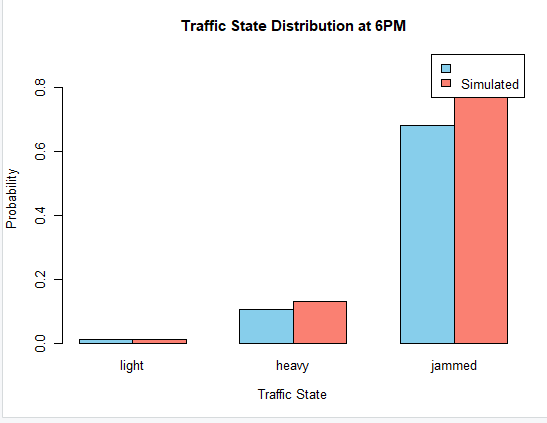 Traffic State Distribution at 6PM
Simulated
Probability
0.8
0.6
0.4
0.2
0.0
light heavy jammed
Traffic State